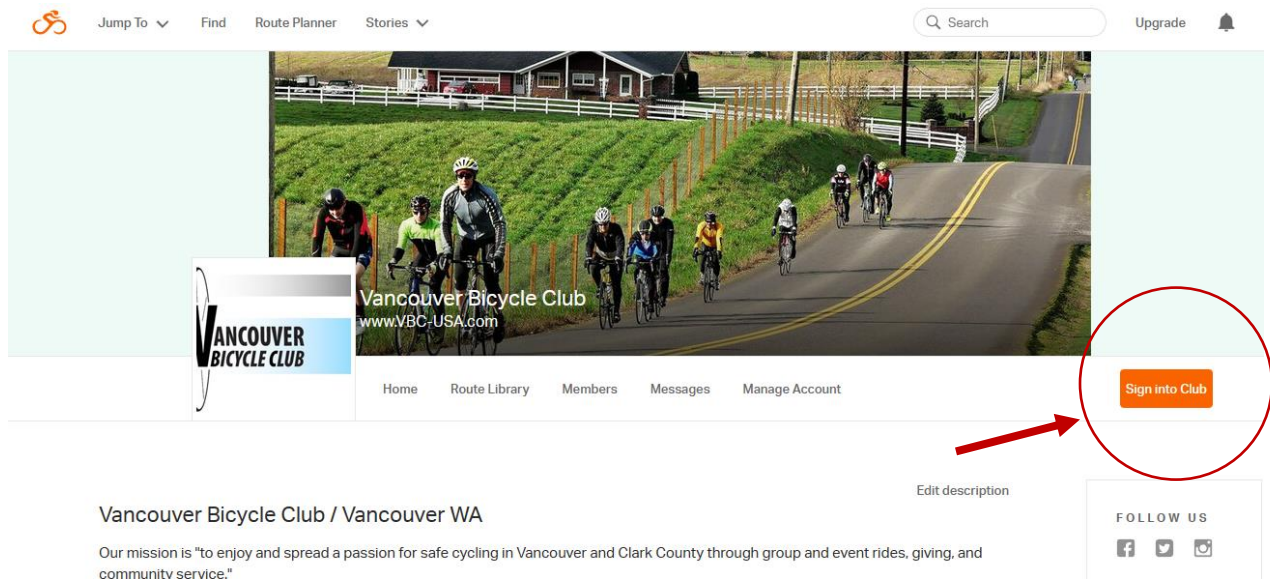 Jump To Find Route Planner Stories Search Upgrade
Vancouver Bicycle Club
www.VBC-USA.com
VANCOUVER
BICYCLE CLUB
Home Route Library Members Messages Manage Account Sign into Club
Edit description
Vancouver Bicycle Club / Vancouver WA
Our mission is "to enjoy and spread a passion for safe cycling in Vancouver and Clark County through group and event rides, giving, and
community service."
FOLLOW US